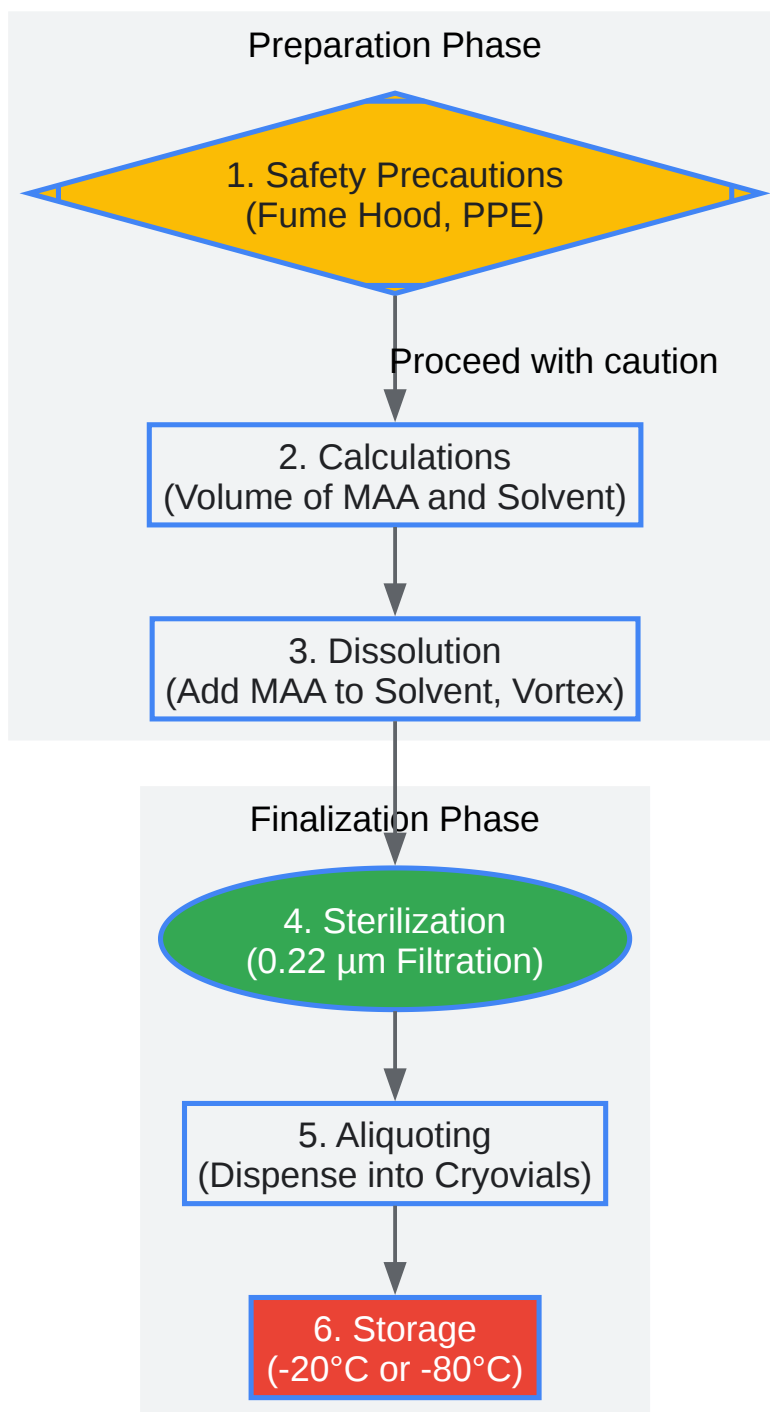 Preparation Phase
1. Safety Precautions
(Fume Hood, PPE)
Proceed with caution
2. Calculations
(Volume of MAA and Solvent)
3. Dissolution
(Add MAA to Solvent, Vortex)
Finalization Phase
4. Sterilization
(0.22 µm Filtration)
5. Aliquoting
(Dispense into Cryovials)
6. Storage
(-20°C or -80°C)